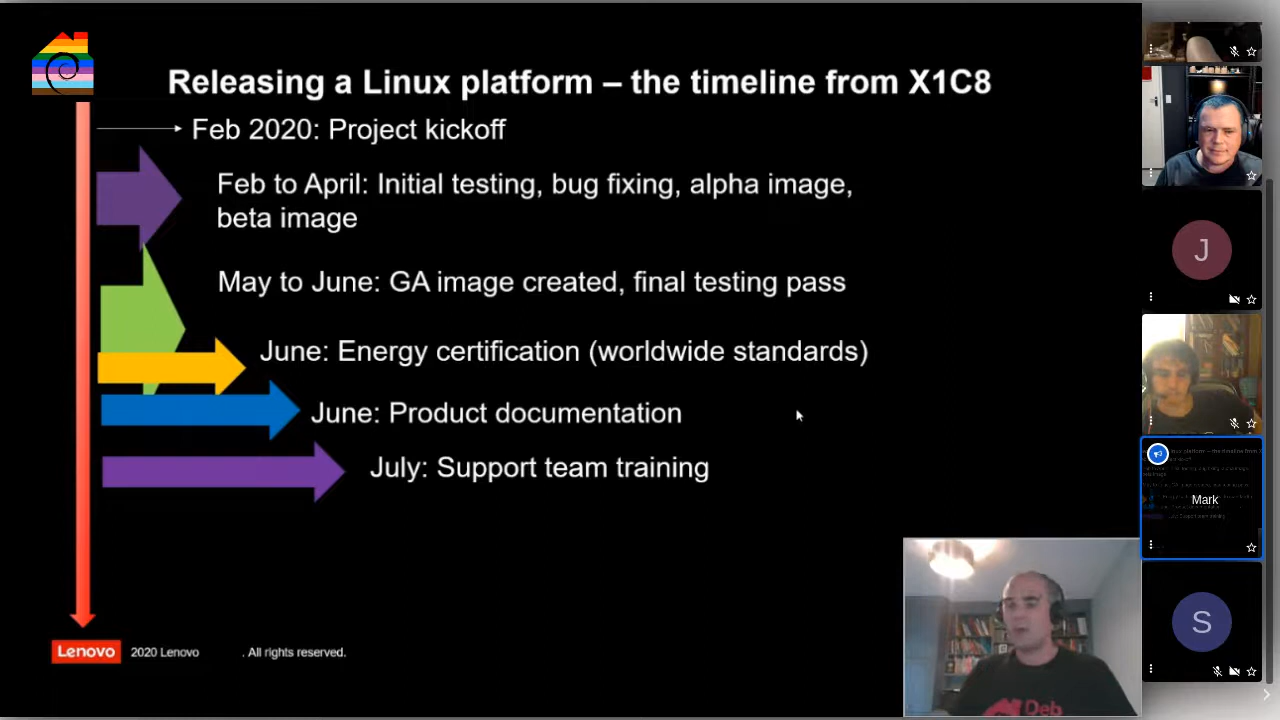 Releasing a Linux platform – the timeline from X1C8
Feb 2020: Project kickoff
Feb to April: Initial testing, bug fixing, alpha image,
beta image
May to June: GA image created, final testing pass
June: Energy certification (worldwide standards)
June: Product documentation
July: Support team training
Lenovo
2020 Lenovo . All rights reserved.
Deb
J
Mark
S